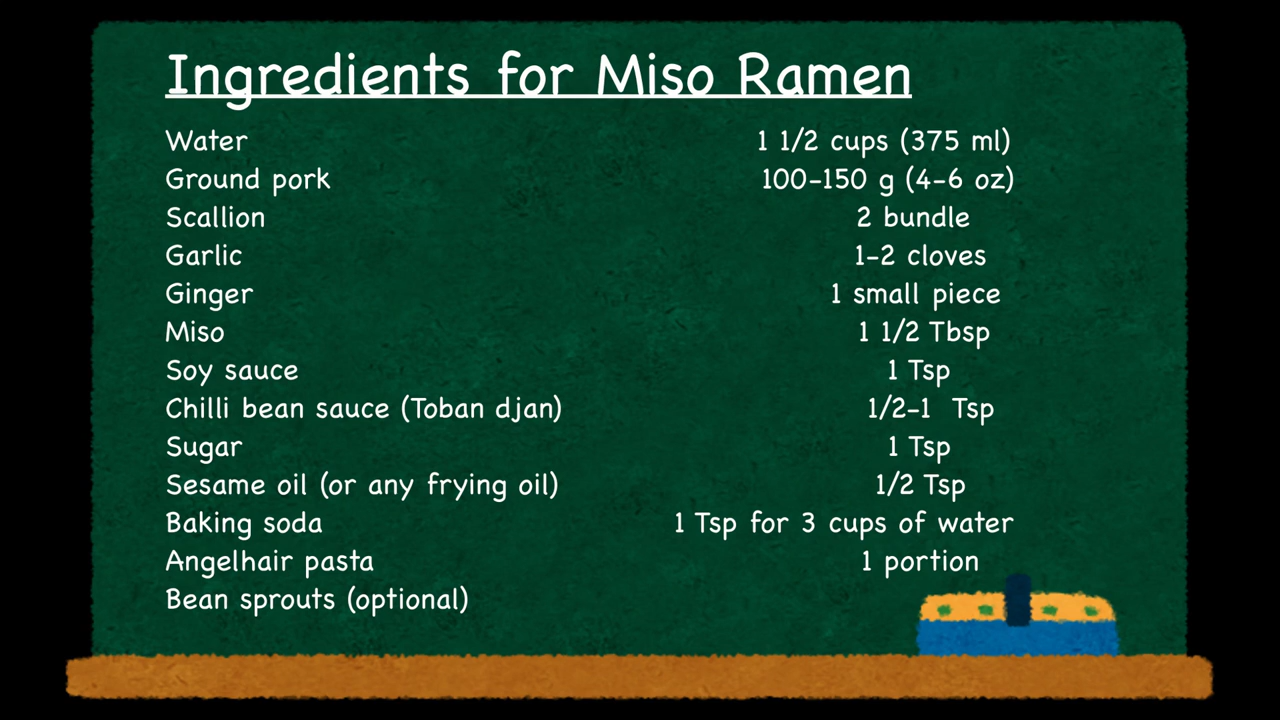 Ingredients for Miso Ramen
Water 1 1/2 cups (375 ml)
Ground pork 100-150 g (4-6 oz)
Scallion 2 bundle
Garlic 1-2 cloves
Ginger 1 small piece
Miso 1 1/2 Tbsp
Soy sauce 1 Tsp
Chilli bean sauce (Toban djan) 1/2-1 Tsp
Sugar 1 Tsp
Sesame oil (or any frying oil) 1/2 Tsp
Baking soda 1 Tsp for 3 cups of water
Angelhair pasta 1 portion
Bean sprouts (optional)